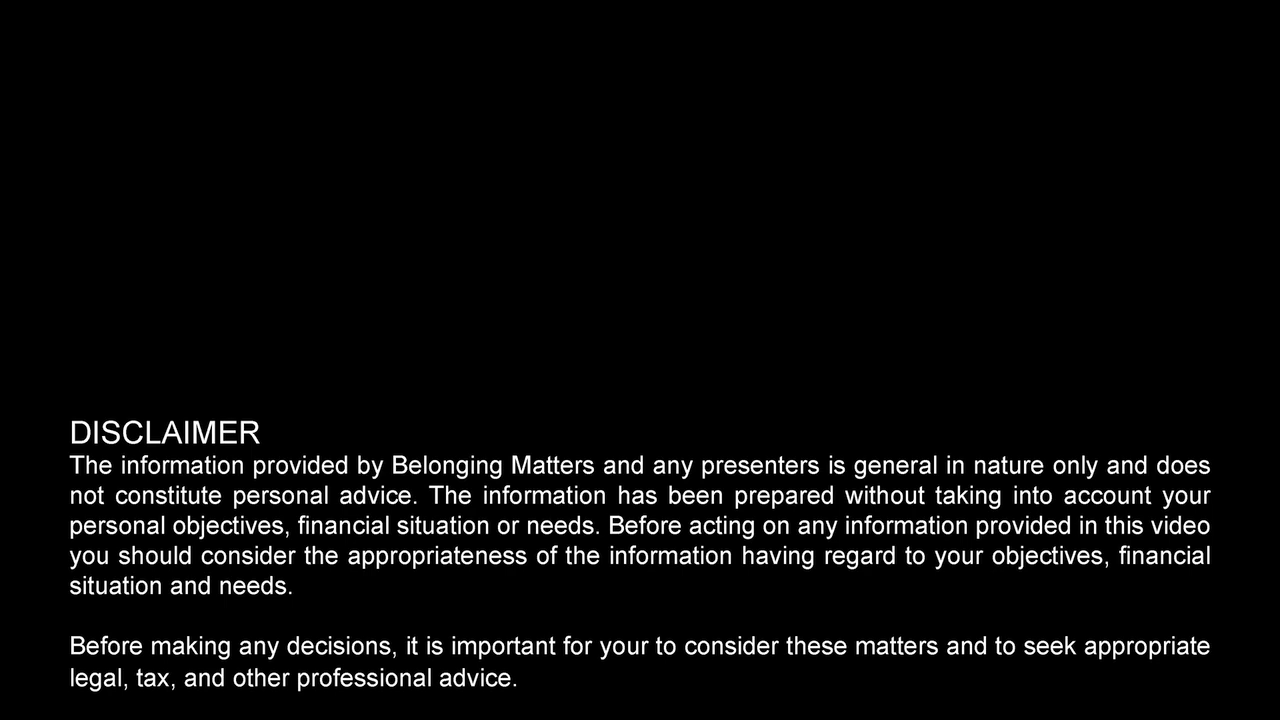 DISCLAIMER
The information provided by Belonging Matters and any presenters is general in nature only and does
not constitute personal advice. The information has been prepared without taking into account your
personal objectives, financial situation or needs. Before acting on any information provided in this video
you should consider the appropriateness of the information having regard to your objectives, financial
situation and needs.
Before making any decisions, it is important for your to consider these matters and to seek appropriate
legal, tax, and other professional advice.